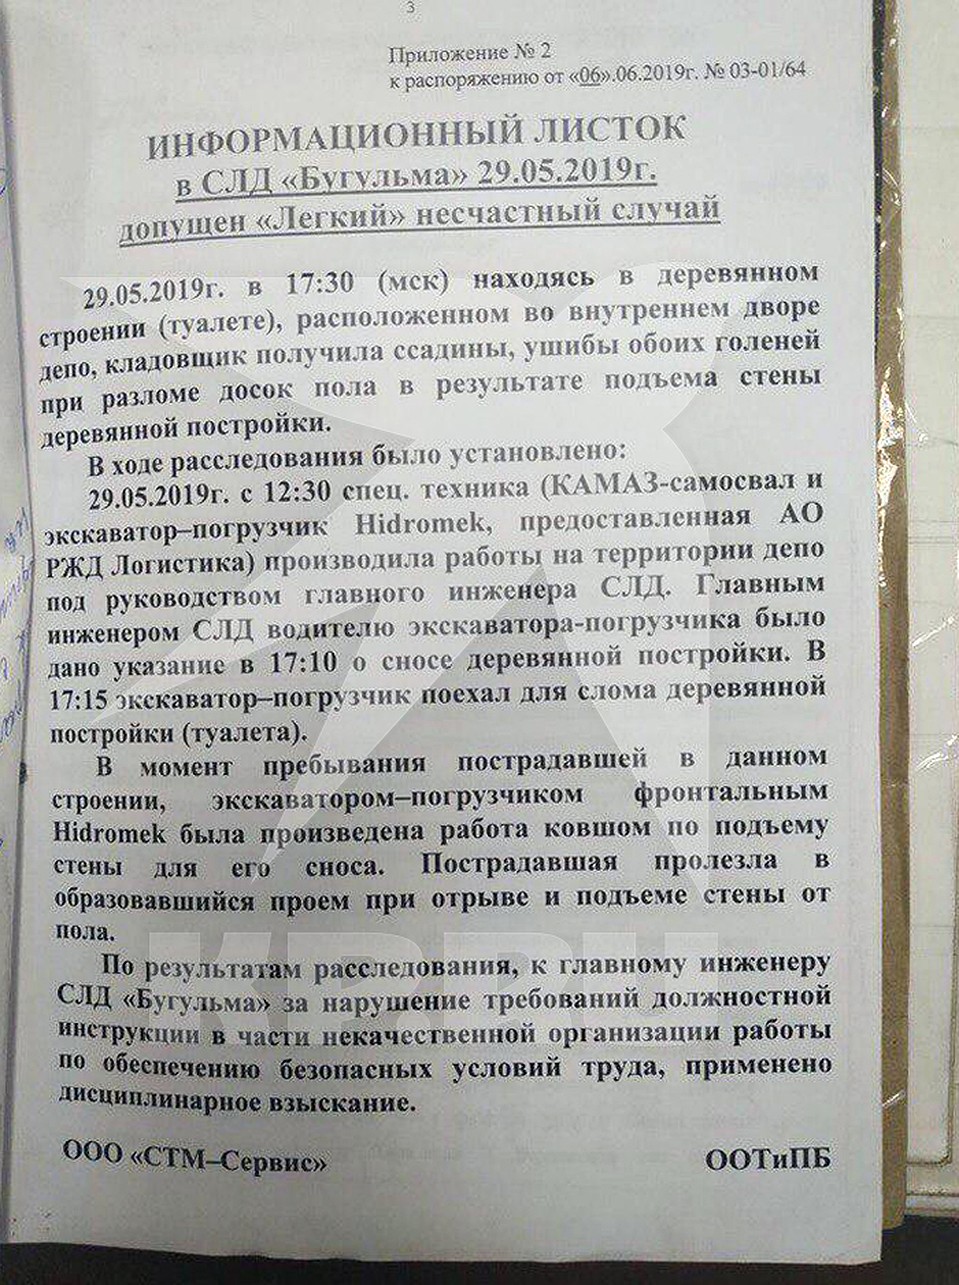 3
Приложение № 2
к распоряжению от «06».06.2019г. № 03-01/64
ИНФОРМАЦИОННЫЙ ЛИСТОК
в СЛД «Бугульма» 29.05.2019г.
допущен «Легкий» несчастный случай
29.05.2019г. в 17:30 (мск) находясь в деревянном
строении (туалете), расположенном во внутреннем дворе
депо, кладовщик получила ссадины, ушибы обоих голеней
при разломе досок пола в результате подъема стены
деревянной постройки.
В ходе расследования было установлено:
29.05.2019г. с 12:30 спец. техника (КАМАЗ-самосвал и
экскаватор–погрузчик Hidromek, предоставленная АО
РЖД Логистика) производила работы на территории депо
под руководством главного инженера СЛД. Главным
инженером СЛД водителю экскаватора-погрузчика было
дано указание в 17:10 о сносе деревянной постройки. В
17:15 экскаватор–погрузчик поехал для слома деревянной
постройки (туалета).
В момент пребывания пострадавшей в данном
строении, экскаватором–погрузчиком фронтальным
Hidromek была произведена работа ковшом по подъему
стены для его сноса. Пострадавшая пролезла в
образовавшийся проем при отрыве и подъеме стены от
пола.
По результатам расследования, к главному инженеру
СЛД «Бугульма» за нарушение требований должностной
инструкции в части некачественной организации работы
по обеспечению безопасных условий труда, применено
дисциплинарное взыскание.
ООО «СТМ–Сервис» ООТиПБ